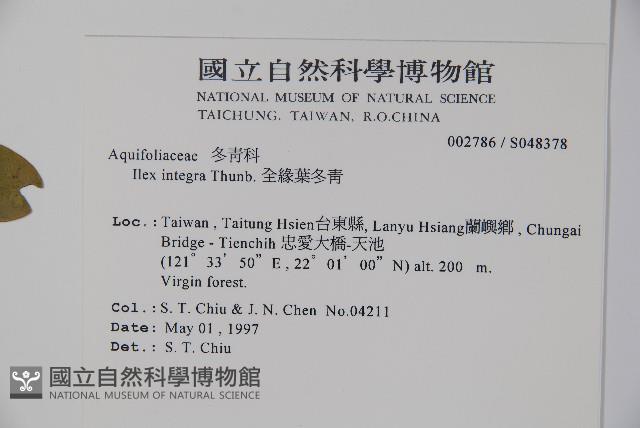 國立自然科學博物館
NATIONAL MUSEUM OF NATURAL SCIENCE
TAICHUNG, TAIWAN, R.O.CHINA
002786 / S048378
Aquifoliaceae 冬青科
Ilex integra Thunb. 全緣葉冬青
Loc.: Taiwan , Taitung Hsien台東縣, Lanyu Hsiang蘭嶼鄉 , Chungai
Bridge - Tienchih 忠愛大橋-天池
(121° 33' 50" E , 22° 01' 00" N) alt. 200 m.
Virgin forest.
Col.: S. T. Chiu & J. N. Chen No.04211
Date: May 01 , 1997
Det.: S. T. Chiu
國立自然科學博物館
NATIONAL MUSEUM OF NATURAL SCIENCE